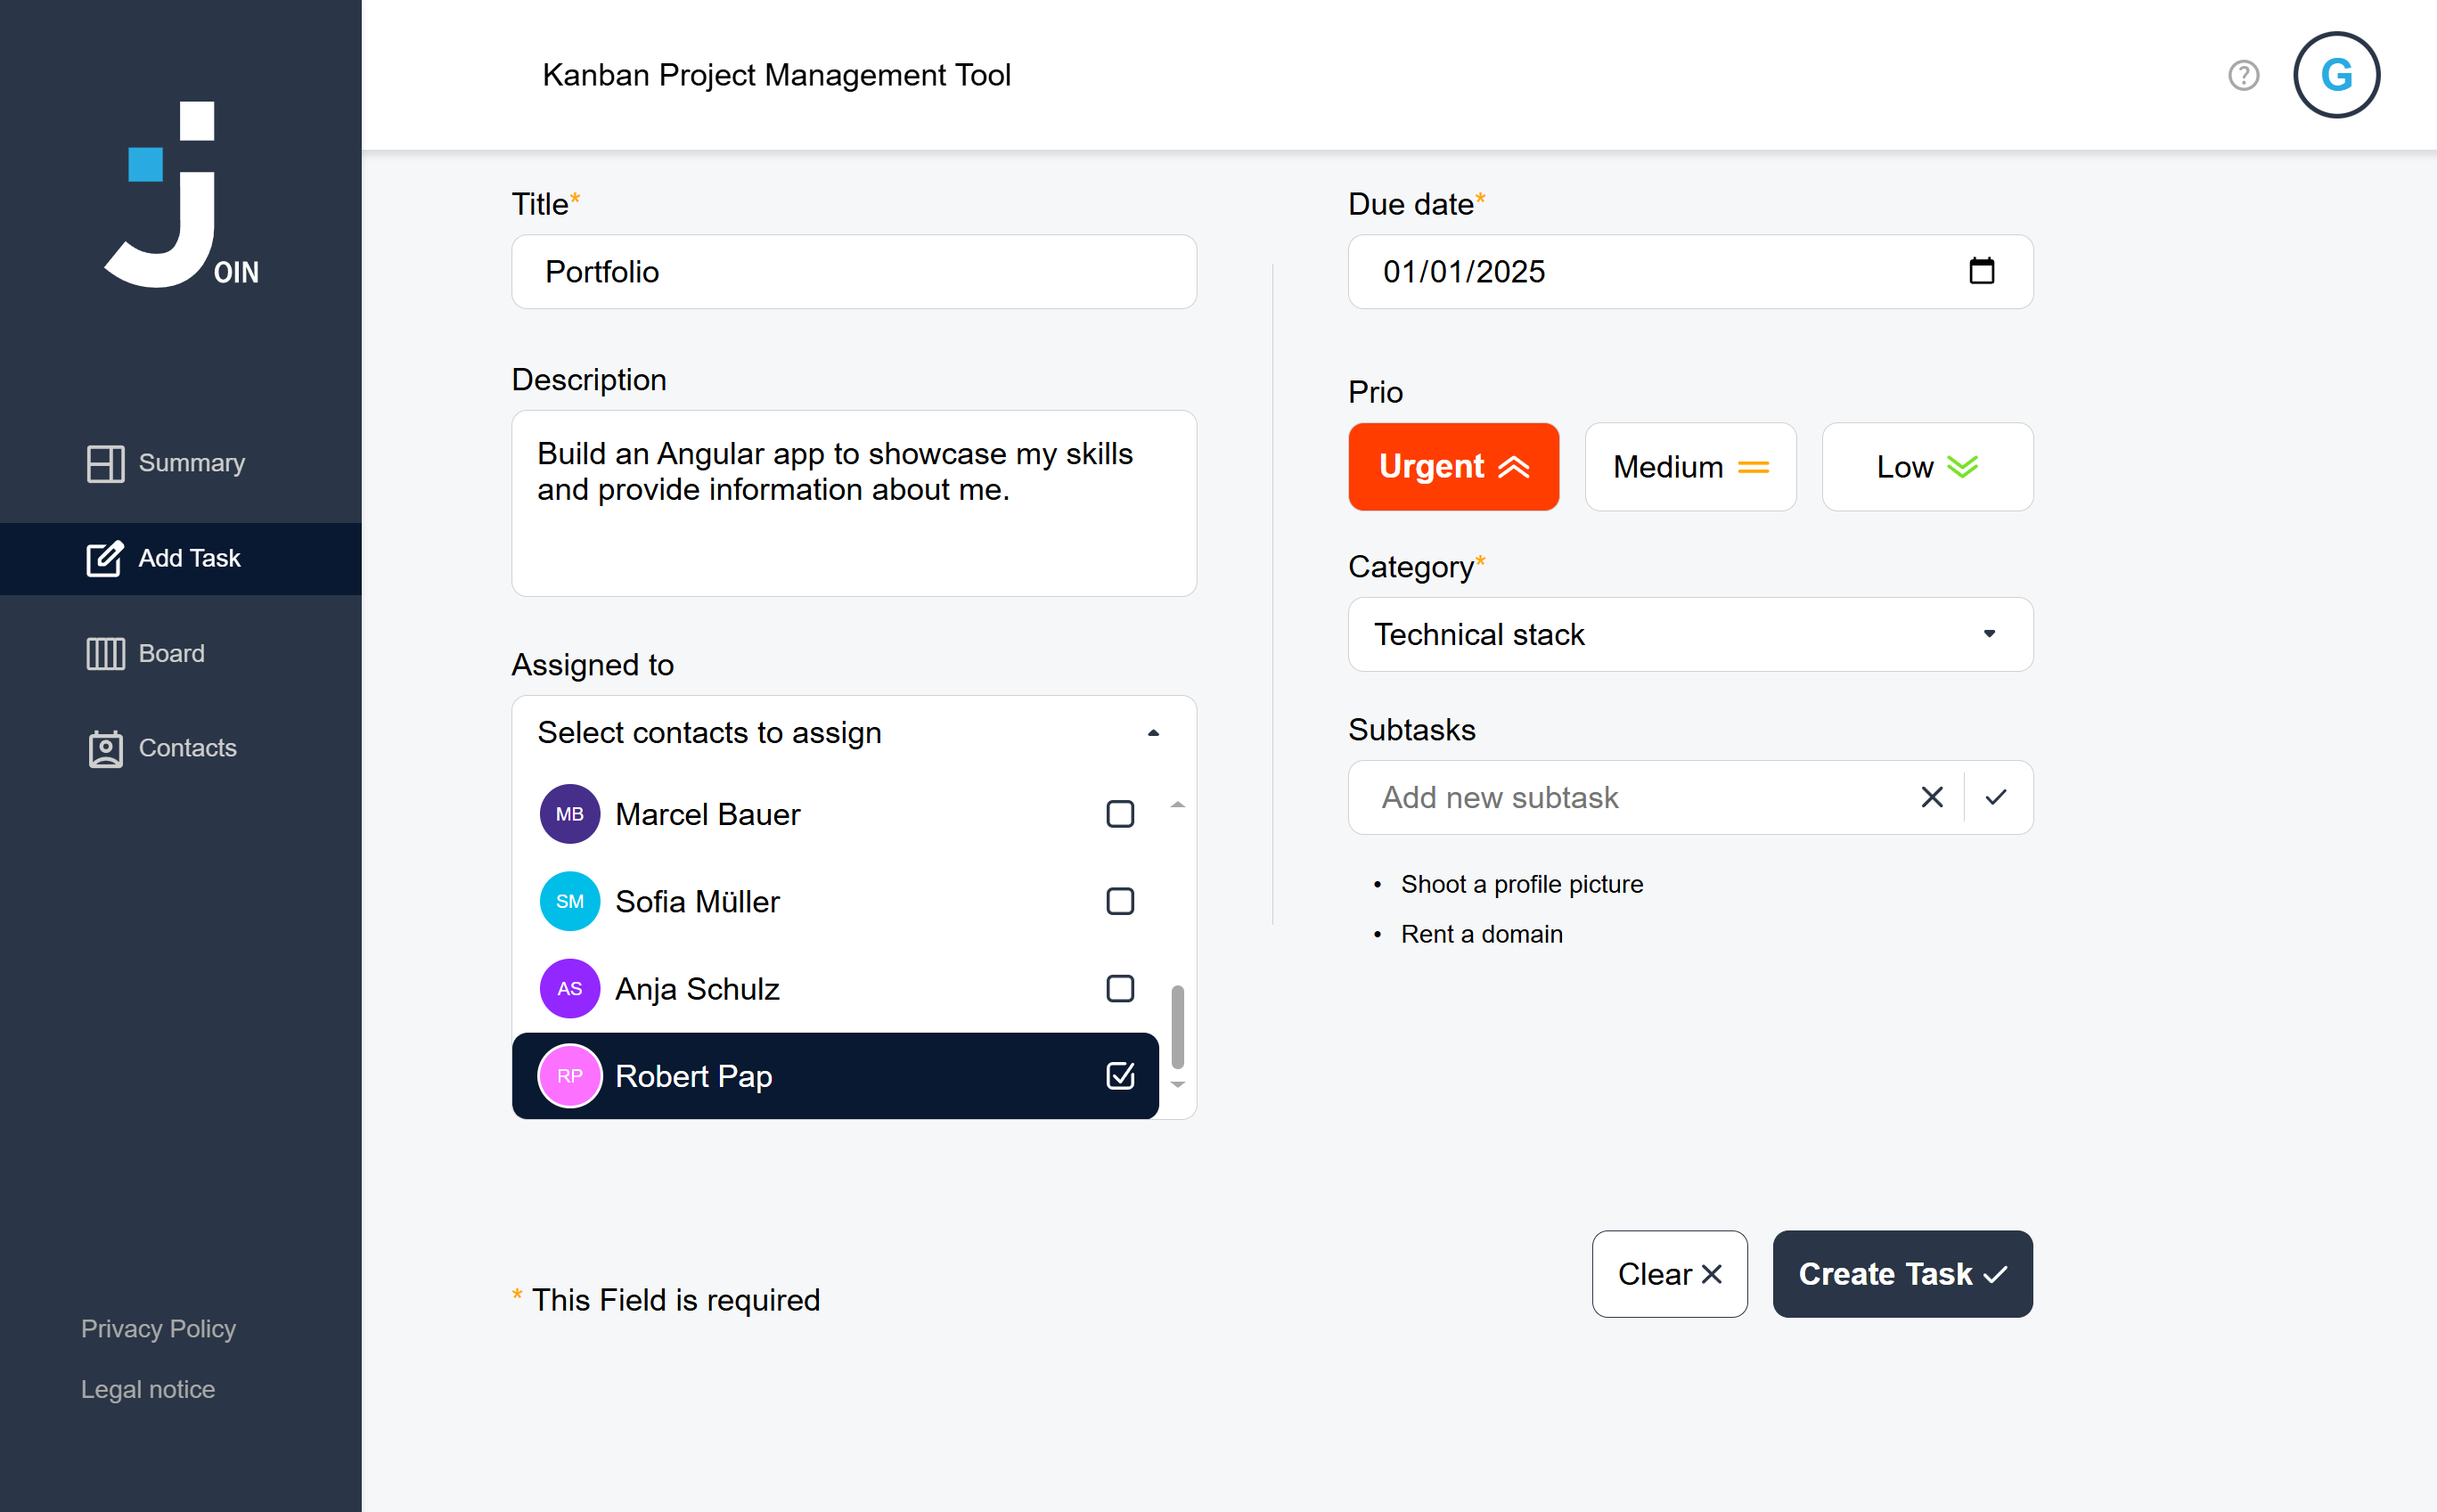 OIN
Summary
Add Task
Board
Contacts
Privacy Policy
Legal notice
Kanban Project Management Tool
G
Title*
Portfolio
Description
Build an Angular app to showcase my skills
and provide information about me.
Assigned to
Select contacts to assign
MB Marcel Bauer
SM Sofia Müller
AS Anja Schulz
RP Robert Pap
* This Field is required
Due date*
01/01/2025
Prio
Urgent Medium Low
Category*
Technical stack
Subtasks
Add new subtask
• Shoot a profile picture
• Rent a domain
Clear Create Task